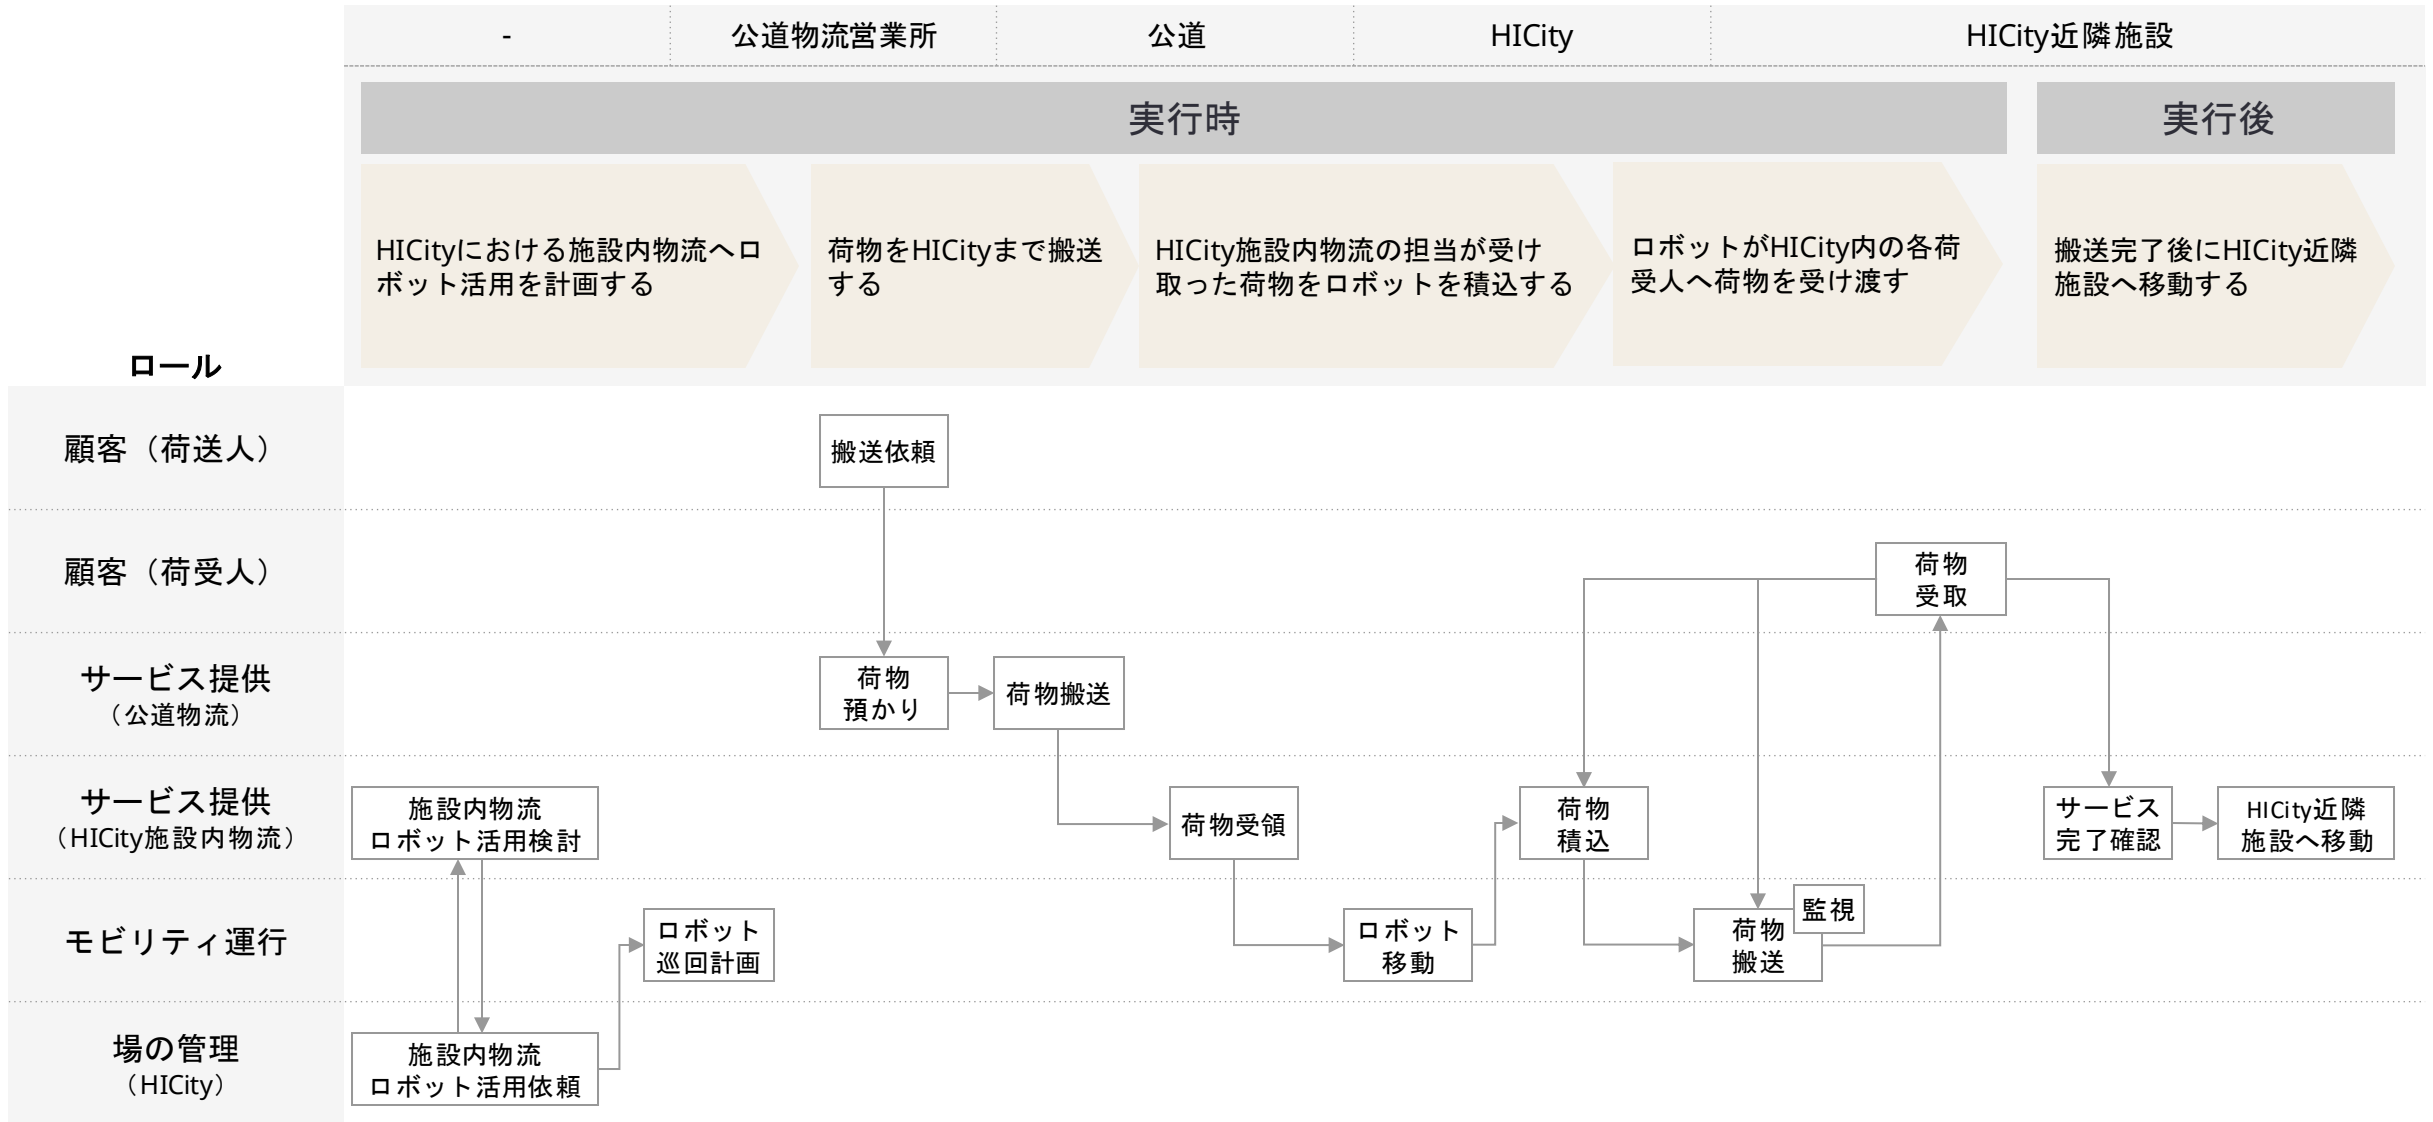 -
公道物流営業所
公道
HICity
HICity近隣施設
実行時
実行後
HICityにおける施設内物流へロ
ボット活用を計画する
荷物をHICityまで搬送
する
HICity施設内物流の担当が受け
取った荷物をロボットを積込する
ロボットがHICity内の各荷
受人へ荷物を受け渡す
搬送完了後にHICity近隣
施設へ移動する
ロール
顧客（荷送人）
搬送依頼
顧客（荷受人）
荷物
受取
サービス提供
（公道物流）
荷物
預かり
荷物搬送
サービス提供
（HICity施設内物流）
施設内物流
ロボット活用検討
荷物受領
荷物
積込
サービス
完了確認
HICity近隣
施設へ移動
モビリティ運行
ロボット
巡回計画
ロボット
移動
荷物
搬送
監視
場の管理
（HICity）
施設内物流
ロボット活用依頼